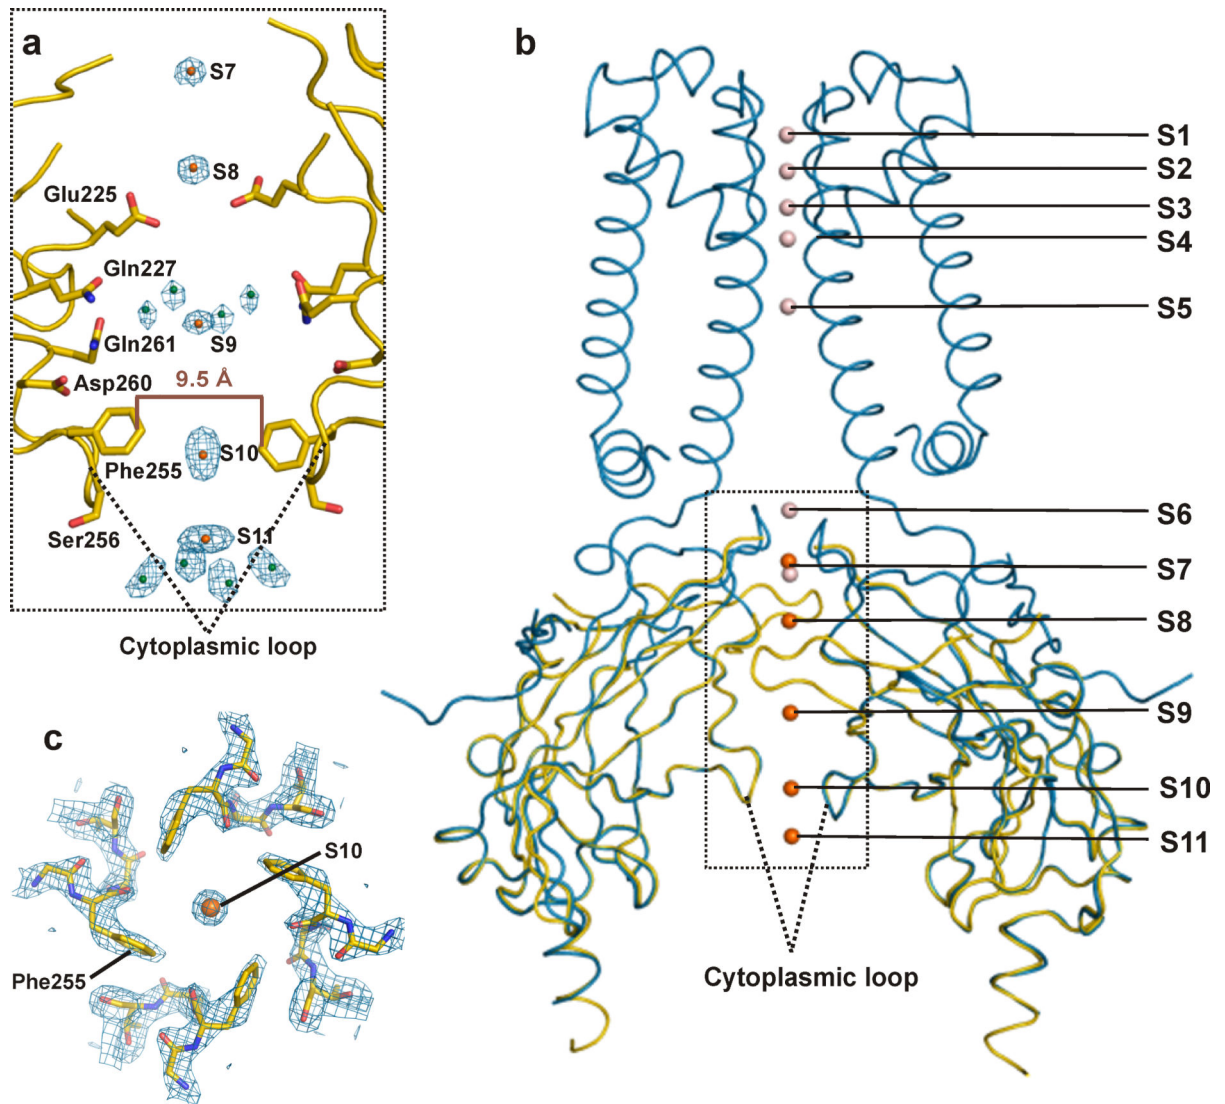 a
S7
S8
Glu225
Gln227
Gln261
S9
Asp260
9.5 Å
S10
Phe255
Ser256
S11
Cytoplasmic loop
b
S1
S2
S3
S4
S5
S6
S7
S8
S9
S10
S11
Cytoplasmic loop
c
S10
Phe255